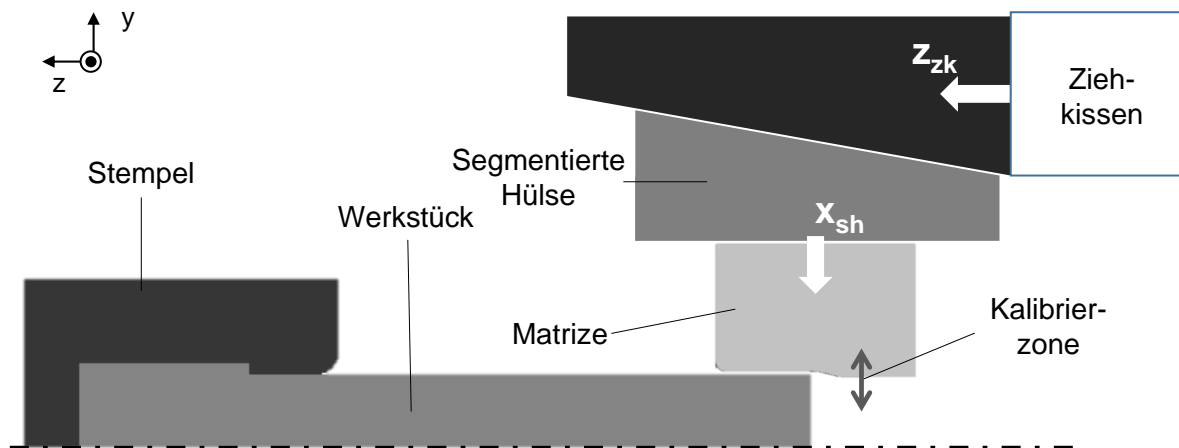 y
z
z_zk
Zieh-
kissen
Segmentierte
Hülse
Stempel
Werkstück
x_sh
Matrize
Kalibrier-
zone